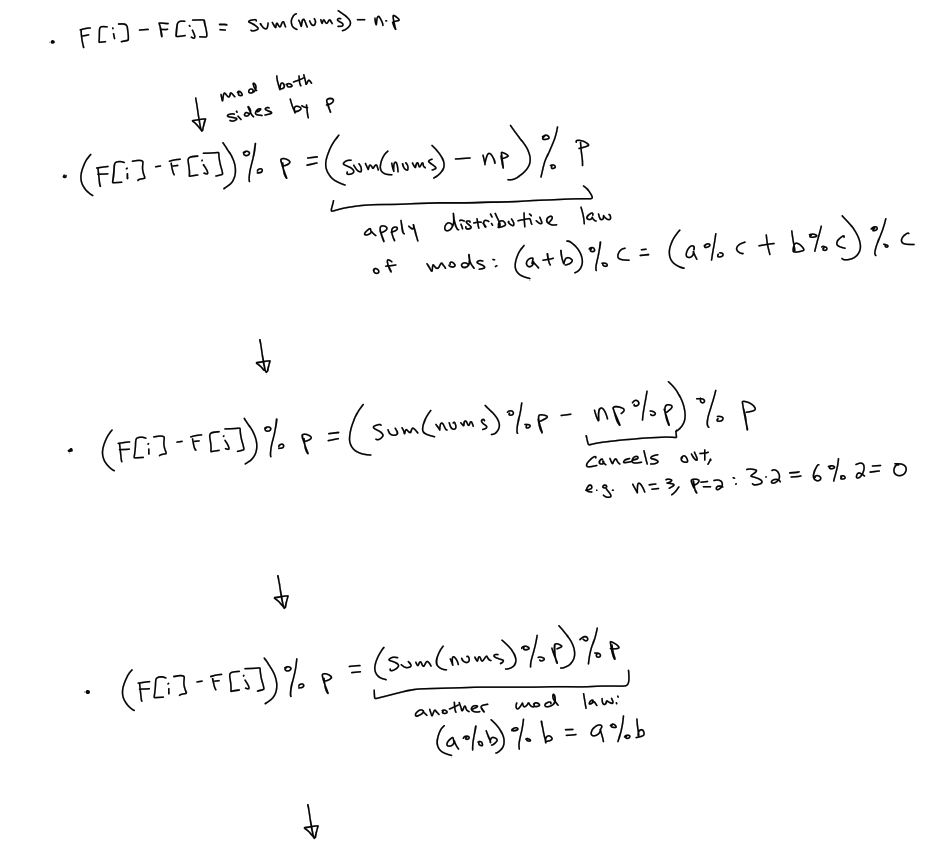 · F[i] - F[j] = sum(nums) - n·p
↓ mod both
sides by p
· (F[i] - F[j]) % p = (sum(nums) - np) % p
apply distributive law
of mods: (a+b) % c = (a % c + b % c) % c
↓
· (F[i] - F[j]) % p = (sum(nums) % p - np % p) % p
cancels out,
e.g. n=3, p=2 : 3·2 = 6 % 2 = 0
↓
· (F[i] - F[j]) % p = (sum(nums) % p) % p
another mod law:
(a % b) % b = a % b
↓